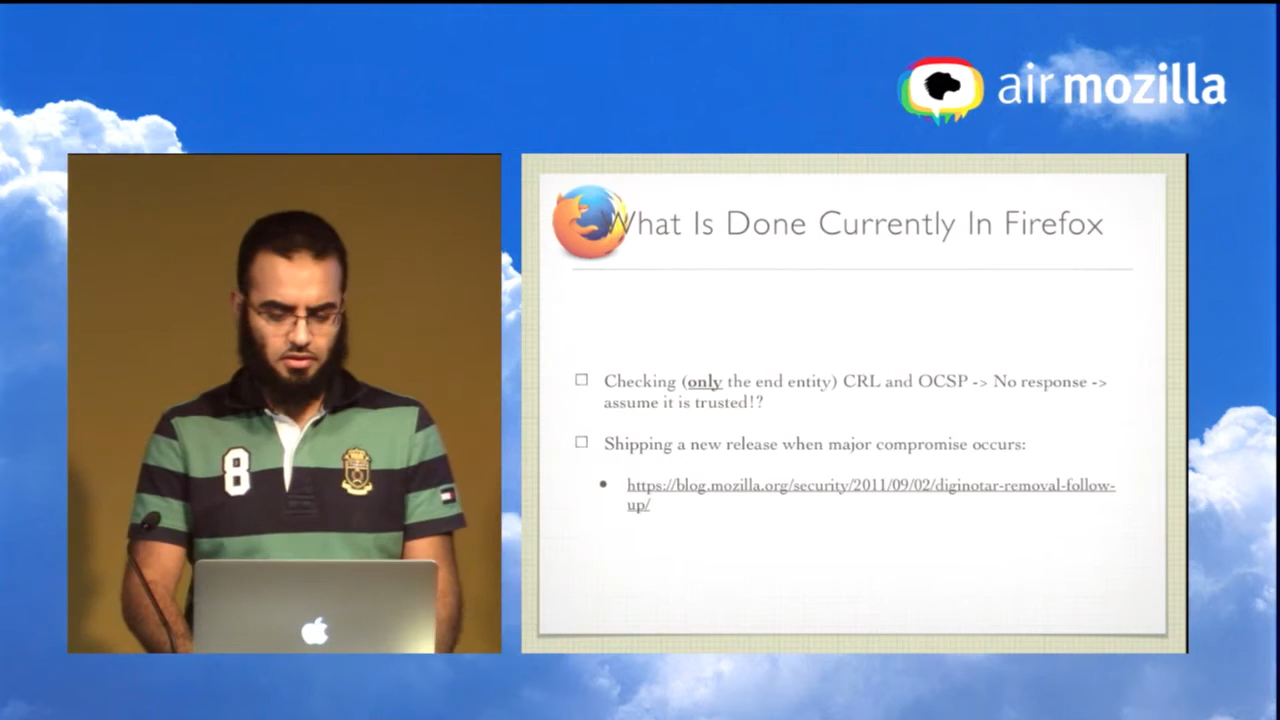 air mozilla
What Is Done Currently In Firefox
Checking (only the end entity) CRL and OCSP -> No response ->
assume it is trusted!?
Shipping a new release when major compromise occurs:
https://blog.mozilla.org/security/2011/09/02/diginotar-removal-follow-
up/
8